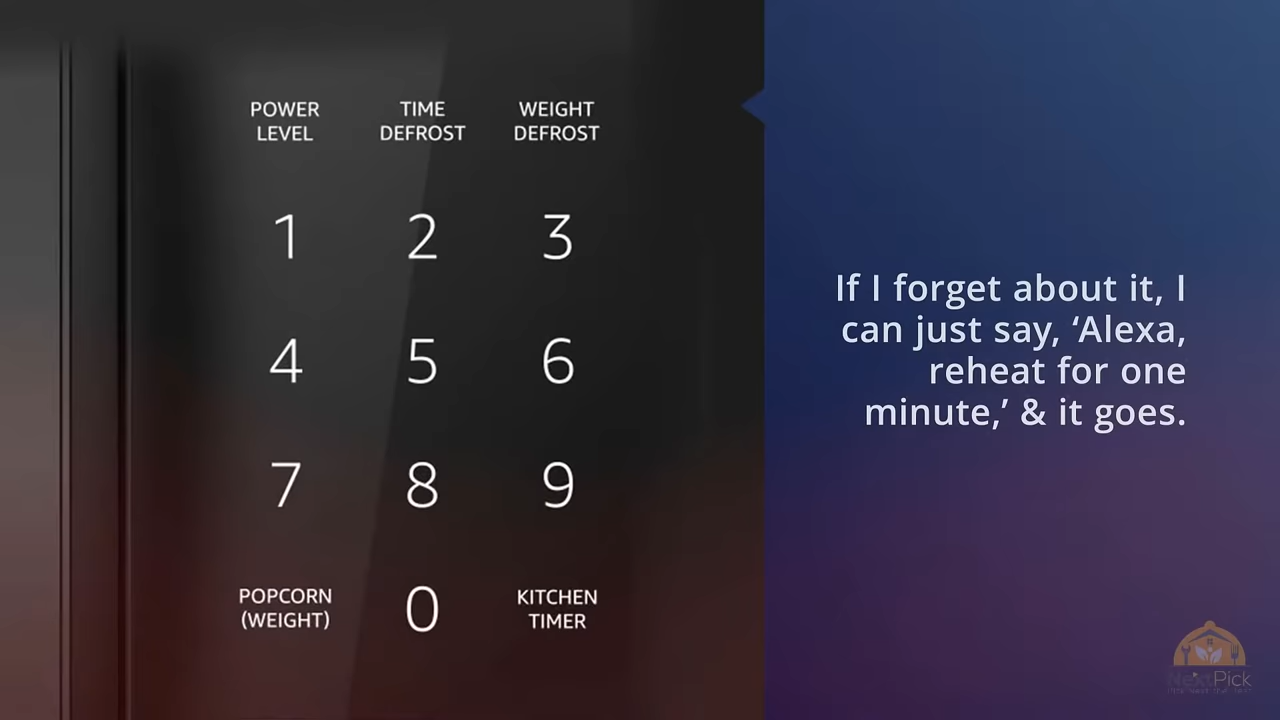 POWER
LEVEL
TIME
DEFROST
WEIGHT
DEFROST
1 2 3
4 5 6
7 8 9
POPCORN
(WEIGHT)
0
KITCHEN
TIMER
If I forget about it, I
can just say, ‘Alexa,
reheat for one
minute,’ & it goes.
NextPick